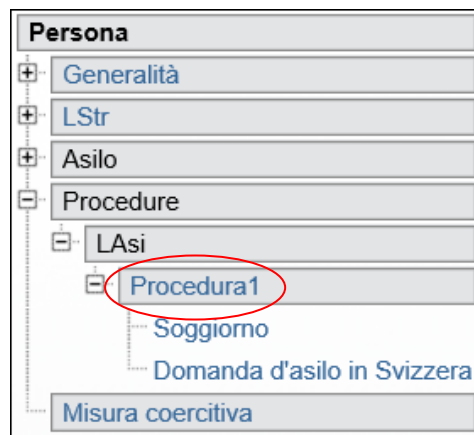 Persona
Generalità
LStr
Asilo
Procedure
LAsi
Procedura1
Soggiorno
Domanda d'asilo in Svizzera
Misura coercitiva